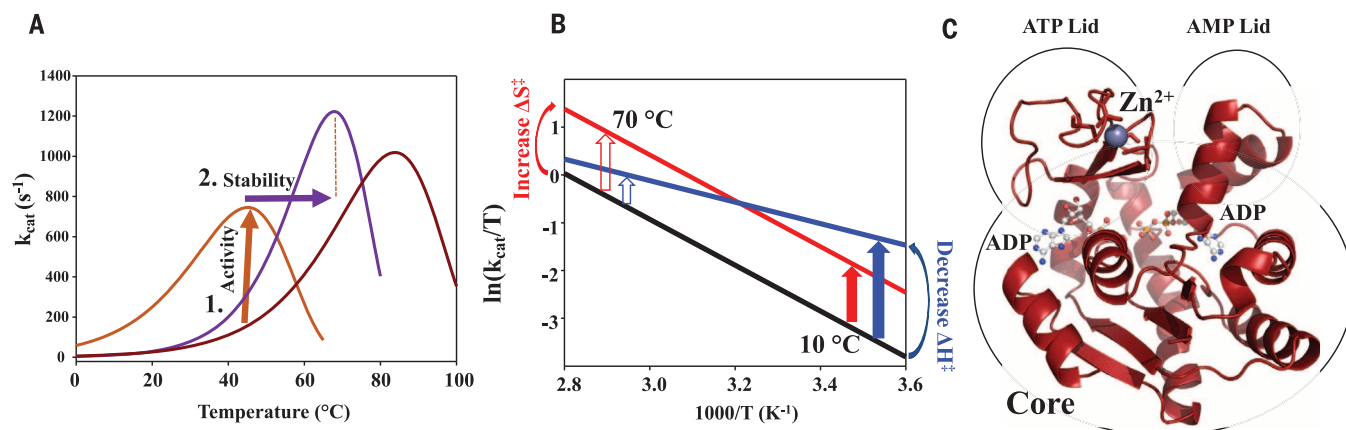 A
1400
1200
1000
800
600
400
200
0
k_cat (s⁻¹)
0
20
40
60
80
100
Temperature (°C)
1. Activity
2. Stability
B
Increase ΔS‡
ln(k_cat/T)
1
0
-1
-2
-3
70 °C
10 °C
Decrease ΔH‡
2.8
3.0
3.2
3.4
3.6
1000/T (K⁻¹)
C
ATP Lid
AMP Lid
Zn²⁺
ADP
ADP
Core